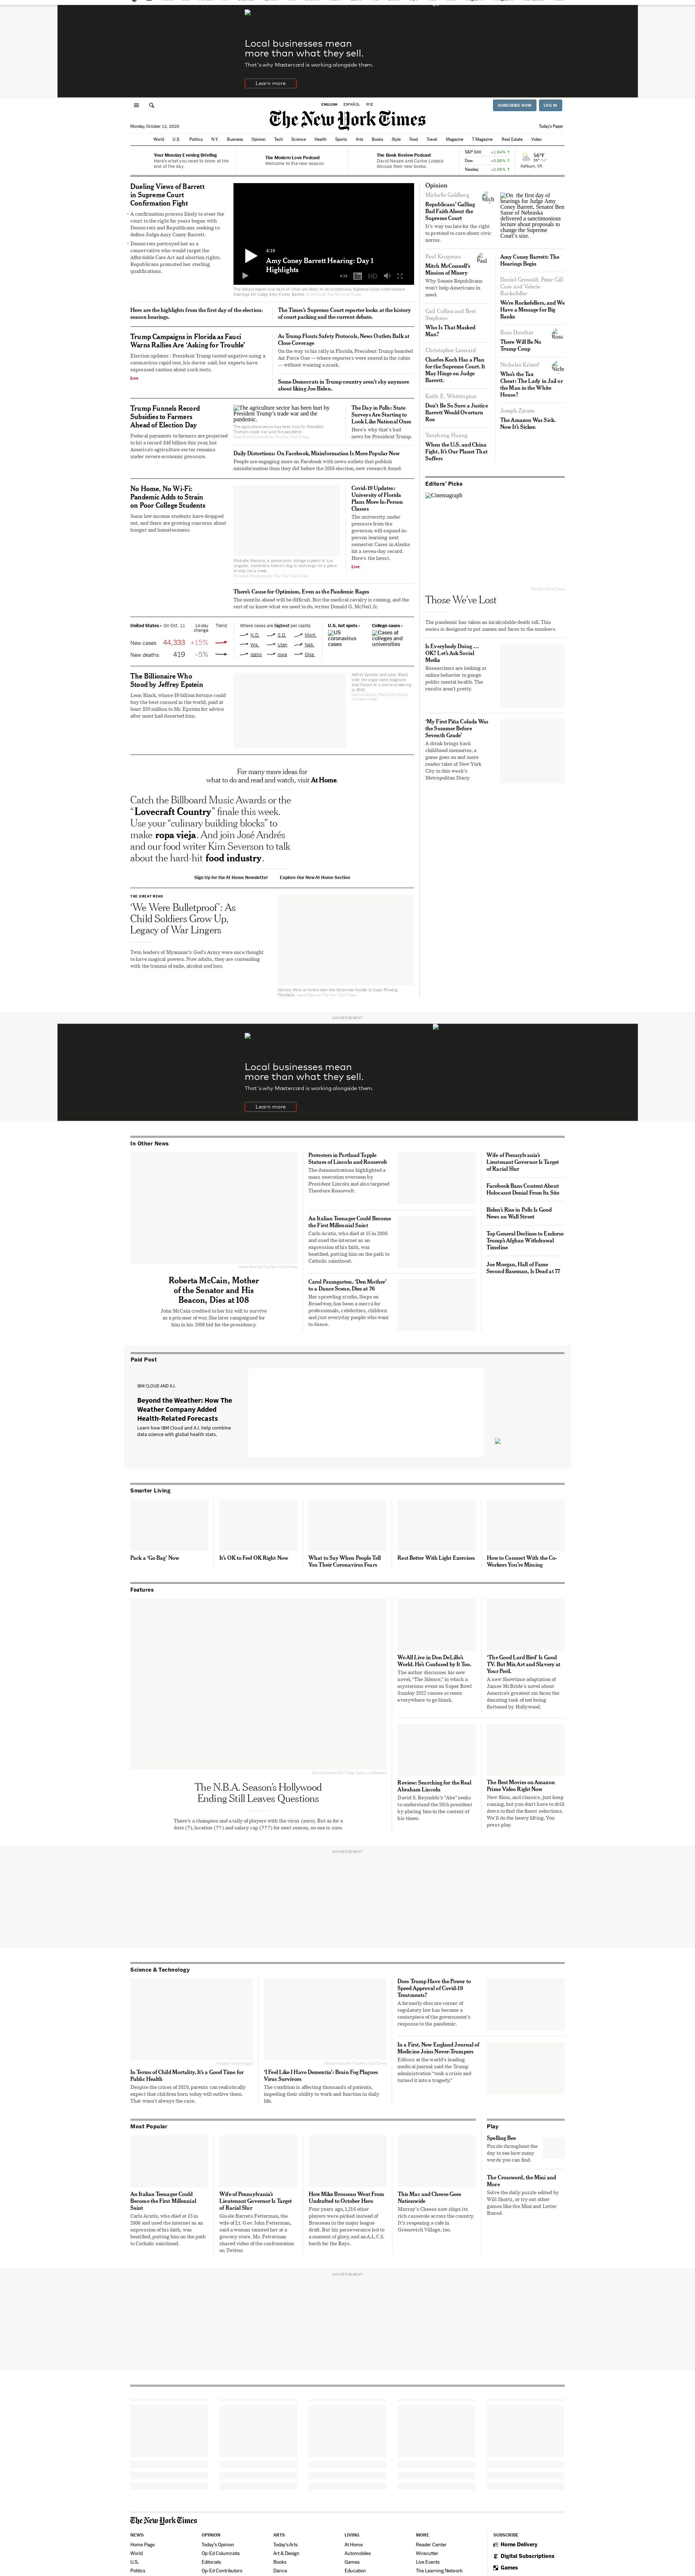 Local businesses mean
more than what they sell.
That's why Mastercard is working alongside them.
Learn more
ENGLISH ESPAÑOL 中文
SUBSCRIBE NOW LOG IN
The New York Times
Monday, October 12, 2020
Today's Paper
World U.S. Politics N.Y. Business Opinion Tech Science Health Sports Arts Books Style Food Travel Magazine T Magazine Real Estate Video
Your Monday Evening Briefing
Here's what you need to know at the end of the day.
The Modern Love Podcast
Welcome to the new season.
The Book Review Podcast
David Nasaw and Carlos Lozada discuss their new books.
S&P 500 +1.64% ↑
Dow +0.88% ↑
Nasdaq +2.56% ↑
56°F
Ashburn, VA
Dueling Views of Barrett
in Supreme Court
Confirmation Fight
A confirmation process likely to steer the court to the right for years began with Democrats and Republicans seeking to define Judge Amy Coney Barrett.
Democrats portrayed her as a conservative who would target the Affordable Care Act and abortion rights. Republicans promoted her sterling qualifications.
4:19
Amy Coney Barrett Hearing: Day 1
Highlights
Here are the highlights from the first day of the election-season hearings.
The Times's Supreme Court reporter looks at the history of court packing and the current debate.
Trump Campaigns in Florida as Fauci
Warns Rallies Are 'Asking for Trouble'
Election updates: President Trump tested negative using a rapid coronavirus test, his doctor said, but experts have expressed caution about such tests.
Live
As Trump Flouts Safety Protocols, News Outlets Balk at Close Coverage
On the way to his rally in Florida, President Trump boarded Air Force One — where reporters were once staples in the cabin — without wearing a mask.
Some Democrats in Trump country aren't shy anymore about liking Joe Biden.
Trump Funnels Record
Subsidies to Farmers
Ahead of Election Day
Federal payments to farmers are projected to hit a record $46 billion this year, but America's agriculture sector remains under severe economic pressure.
The agriculture sector has been hurt by President Trump's trade war and the pandemic.
The agriculture sector has been hurt by President Trump's trade war and the pandemic.
The Day in Polls: State Surveys Are Starting to Look Like National Ones
Here's why that's bad news for President Trump.
Daily Distortions: On Facebook, Misinformation Is More Popular Now
People are engaging more on Facebook with news outlets that publish misinformation than they did before the 2016 election, new research found.
No Home, No Wi-Fi:
Pandemic Adds to Strain
on Poor College Students
Some low-income students have dropped out, and there are growing concerns about hunger and homelessness.
Covid-19 Updates: University of Florida Plans More In-Person Classes
The university, under pressure from the governor, will expand in-person learning next semester. Cases in Alaska hit a seven-day record. Here's the latest.
Live
There's Cause for Optimism, Even as the Pandemic Rages
The months ahead will be difficult. But the medical cavalry is coming, and the rest of us know what we need to do, writes Donald G. McNeil Jr.
United States › On Oct. 11 14-day change Trend
New cases 44,333 +15%
New deaths 419 –5%
Where cases are highest per capita
N.D. S.D. Mont.
Wis. Utah Neb.
Idaho Iowa Okla.
U.S. hot spots ›
US coronavirus cases
College cases ›
Cases at colleges and universities
The Billionaire Who
Stood by Jeffrey Epstein
Leon Black, whose $9 billion fortune could buy the best counsel in the world, paid at least $50 million to Mr. Epstein for advice after most had deserted him.
For many more ideas for
what to do and read and watch, visit At Home.
Catch the Billboard Music Awards or the
"Lovecraft Country" finale this week.
Use your "culinary building blocks" to
make ropa vieja. And join José Andrés
and our food writer Kim Severson to talk
about the hard-hit food industry.
Sign Up for the At Home Newsletter
Explore Our New At Home Section
THE GREAT READ
'We Were Bulletproof': As
Child Soldiers Grow Up,
Legacy of War Lingers
Twin leaders of Myanmar's God's Army were once thought to have magical powers. Now adults, they are contending with the trauma of exile, alcohol and loss.
Opinion
Michelle Goldberg
Republicans' Galling Bad Faith About the Supreme Court
It's way too late for the right to pretend to care about civic norms.
Paul Krugman
Mitch McConnell's Mission of Misery
Why Senate Republicans won't help Americans in need.
Gail Collins and Bret Stephens
Who Is That Masked Man?
Christopher Leonard
Charles Koch Has a Plan for the Supreme Court. It May Hinge on Judge Barrett.
Keith E. Whittington
Don't Be So Sure a Justice Barrett Would Overturn Roe
Yanzhong Huang
When the U.S. and China Fight, It's Our Planet That Suffers
On the first day of hearings for Judge Amy Coney Barrett, Senator Ben Sasse of Nebraska delivered a sanctimonious lecture about proposals to change the Supreme Court's size.
Amy Coney Barrett: The Hearings Begin
Daniel Growald, Peter Gill Case and Valerie Rockefeller
We're Rockefellers, and We Have a Message for Big Banks
Ross Douthat
There Will Be No Trump Coup
Nicholas Kristof
Who's the Tax Cheat: The Lady in Jail or the Man in the White House?
Joseph Zárate
The Amazon Was Sick. Now It's Sicker.
Editors' Picks
Cinemagraph
The New York Times
Those We've Lost
The pandemic has taken an incalculable death toll. This series is designed to put names and faces to the numbers.
Is Everybody Doing … OK? Let's Ask Social Media
Researchers are looking at online behavior to gauge public mental health. The results aren't pretty.
'My First Piña Colada Was the Summer Before Seventh Grade'
A drink brings back childhood memories, a game goes on and more reader tales of New York City in this week's Metropolitan Diary.
ADVERTISEMENT
Local businesses mean
more than what they sell.
That's why Mastercard is working alongside them.
Learn more
In Other News
Roberta McCain, Mother
of the Senator and His
Beacon, Dies at 108
John McCain credited to her his will to survive as a prisoner of war. She later campaigned for him in his 2008 bid for the presidency.
Protesters in Portland Topple Statues of Lincoln and Roosevelt
The demonstrations highlighted a mass execution overseen by President Lincoln and also targeted Theodore Roosevelt.
An Italian Teenager Could Become the First Millennial Saint
Carlo Acutis, who died at 15 in 2006 and used the internet as an expression of his faith, was beatified, putting him on the path to Catholic sainthood.
Carol Paumgarten, 'Den Mother' to a Dance Scene, Dies at 76
Her sprawling studio, Steps on Broadway, has been a mecca for professionals, celebrities, children and just everyday people who want to dance.
Wife of Pennsylvania's Lieutenant Governor Is Target of Racial Slur
Facebook Bans Content About Holocaust Denial From Its Site
Biden's Rise in Polls Is Good News on Wall Street
Top General Declines to Endorse Trump's Afghan Withdrawal Timeline
Joe Morgan, Hall of Fame Second Baseman, Is Dead at 77
Paid Post
IBM CLOUD AND A.I.
Beyond the Weather: How The Weather Company Added Health-Related Forecasts
Learn how IBM Cloud and A.I. help combine data science with global health stats.
Smarter Living
Pack a 'Go Bag' Now
It's OK to Feel OK Right Now
What to Say When People Tell You Their Coronavirus Fears
Rest Better With Light Exercises
How to Connect With the Co-Workers You're Missing
Features
The N.B.A. Season's Hollywood
Ending Still Leaves Questions
There's a champion and a tally of players with the virus (zero). But as for a date (?), location (??) and salary cap (???) for next season, no one is sure.
We All Live in Don DeLillo's World. He's Confused by It Too.
The author discusses his new novel, "The Silence," in which a mysterious event on Super Bowl Sunday 2022 causes screens everywhere to go blank.
'The Good Lord Bird' Is Good TV. But Mix Art and Slavery at Your Peril.
A new Showtime adaptation of James McBride's novel about America's greatest sin faces the daunting task of not being flattened by Hollywood.
Review: Searching for the Real Abraham Lincoln
David S. Reynolds's "Abe" seeks to understand the 16th president by placing him in the context of his times.
The Best Movies on Amazon Prime Video Right Now
New films, and classics, just keep coming, but you don't have to drill down to find the finest selections. We'll do the heavy lifting. You press play.
ADVERTISEMENT
Science & Technology
In Terms of Child Mortality, It's a Good Time for Public Health
Despite the crises of 2020, parents can realistically expect that children born today will outlive them. That wasn't always the case.
'I Feel Like I Have Dementia': Brain Fog Plagues Virus Survivors
The condition is affecting thousands of patients, impeding their ability to work and function in daily life.
Does Trump Have the Power to Speed Approval of Covid-19 Treatments?
A formerly obscure corner of regulatory law has become a centerpiece of the government's response to the pandemic.
In a First, New England Journal of Medicine Joins Never-Trumpers
Editors at the world's leading medical journal said the Trump administration "took a crisis and turned it into a tragedy."
Most Popular
An Italian Teenager Could Become the First Millennial Saint
Carlo Acutis, who died at 15 in 2006 and used the internet as an expression of his faith, was beatified, putting him on the path to Catholic sainthood.
Wife of Pennsylvania's Lieutenant Governor Is Target of Racial Slur
Gisele Barreto Fetterman, the wife of Lt. Gov. John Fetterman, said a woman taunted her at a grocery store. Ms. Fetterman shared video of the confrontation on Twitter.
How Mike Brosseau Went From Undrafted to October Hero
Four years ago, 1,216 other players were picked instead of Brosseau in the major league draft. But his perseverance led to a moment of glory, and an A.L.C.S. berth for the Rays.
This Mac and Cheese Goes Nationwide
Murray's Cheese now ships its rich casserole across the country. It's reopening a cafe in Greenwich Village, too.
Play
Spelling Bee
Puzzle throughout the day to see how many words you can find.
The Crossword, the Mini and More
Solve the daily puzzle edited by Will Shortz, or try out other games like the Mini and Letter Boxed.
ADVERTISEMENT
The New York Times
NEWS
Home Page
World
U.S.
Politics
OPINION
Today's Opinion
Op-Ed Columnists
Editorials
Op-Ed Contributors
ARTS
Today's Arts
Art & Design
Books
Dance
LIVING
At Home
Automobiles
Games
Education
MORE
Reader Center
Wirecutter
Live Events
The Learning Network
SUBSCRIBE
Home Delivery
Digital Subscriptions
Games